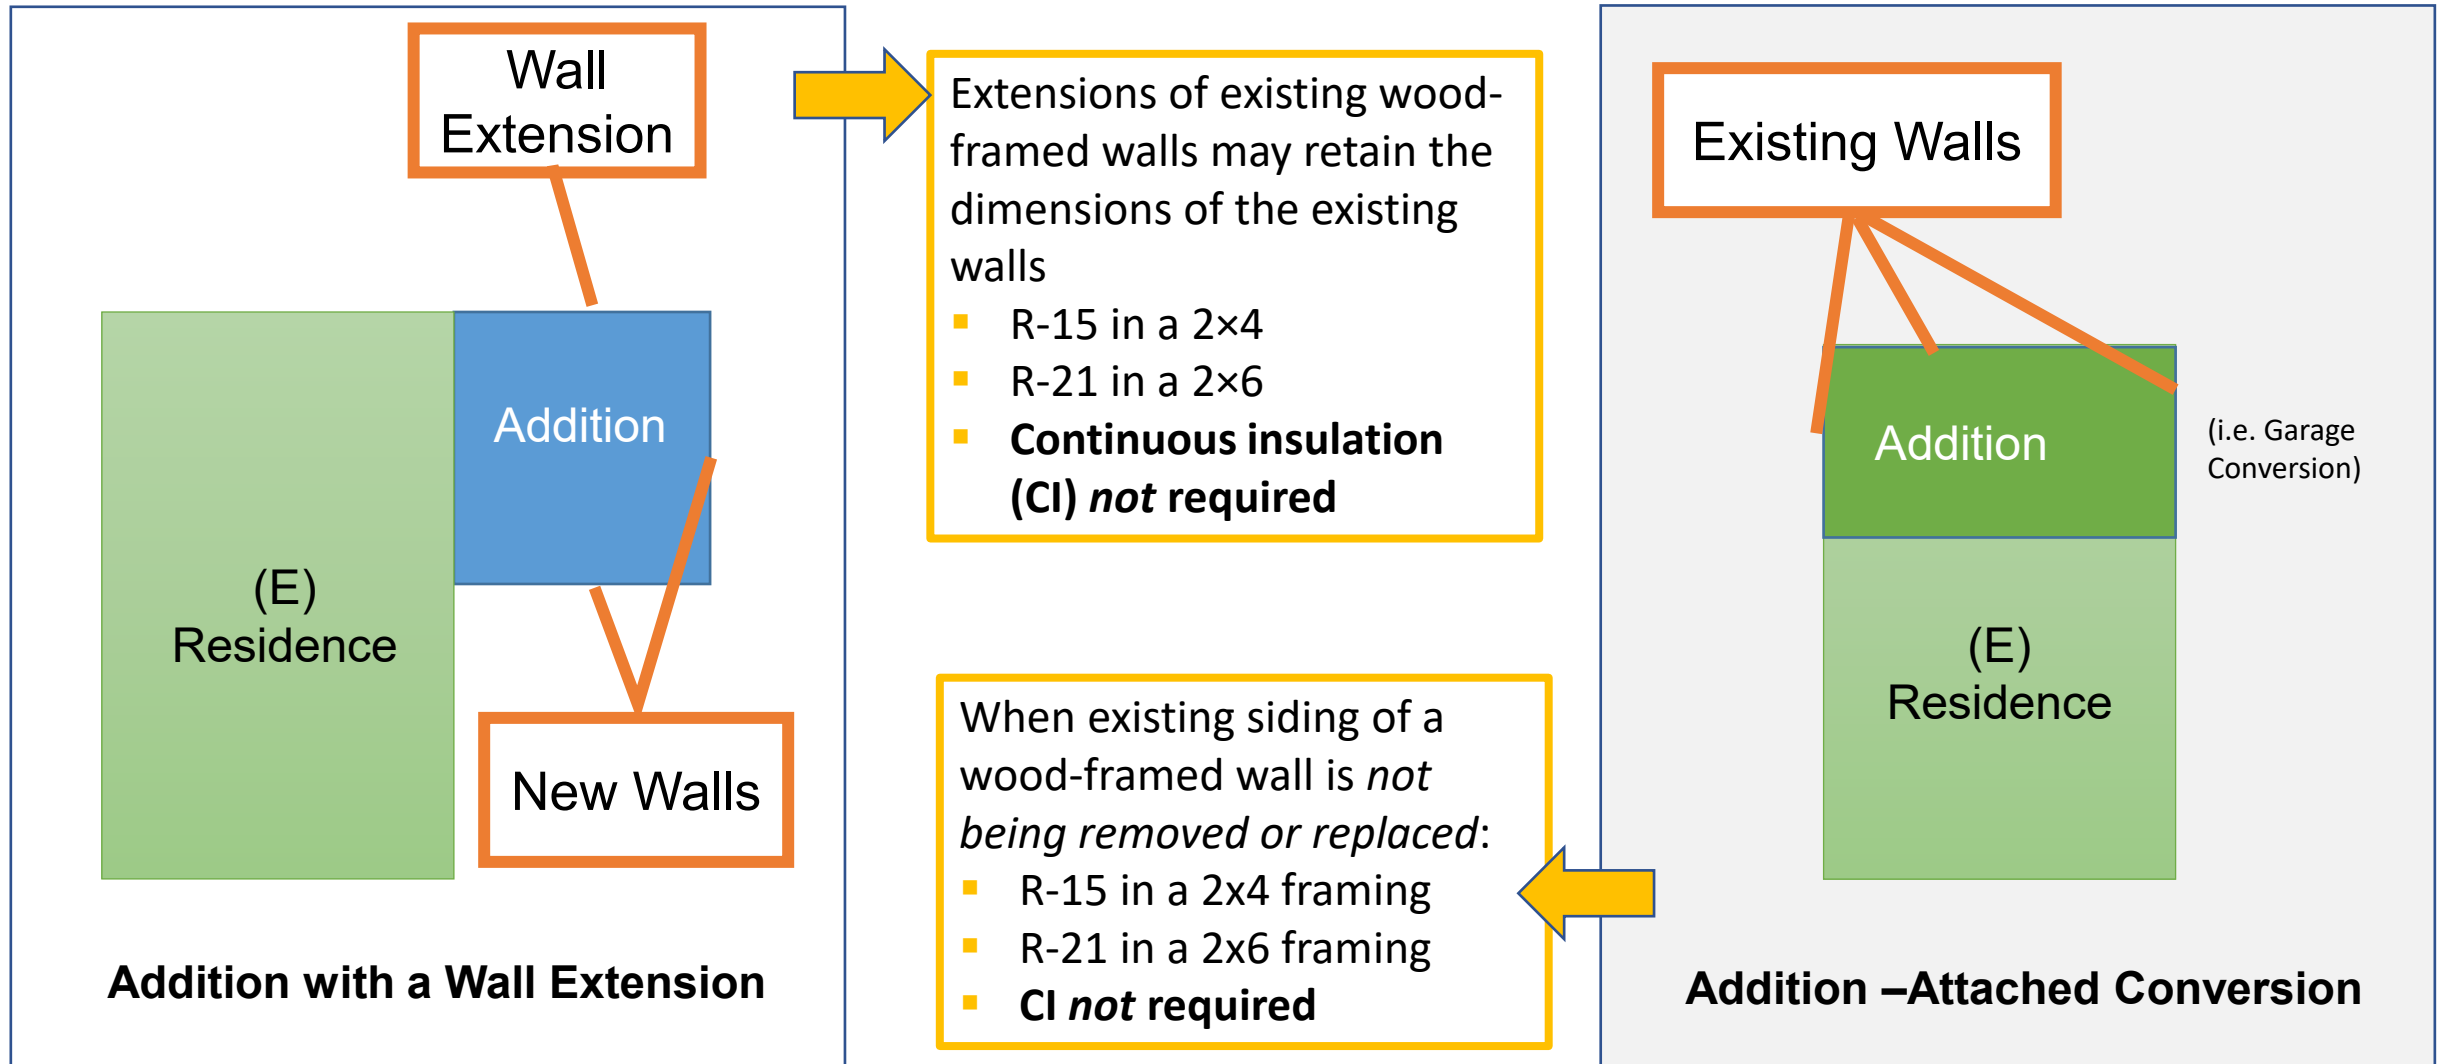 Wall
Extension
Addition
(E)
Residence
New Walls
Addition with a Wall Extension
Extensions of existing wood-
framed walls may retain the
dimensions of the existing
walls
▪ R-15 in a 2×4
▪ R-21 in a 2×6
▪ Continuous insulation
(CI) not required
When existing siding of a
wood-framed wall is not
being removed or replaced:
▪ R-15 in a 2x4 framing
▪ R-21 in a 2x6 framing
▪ CI not required
Existing Walls
Addition
(i.e. Garage
Conversion)
(E)
Residence
Addition –Attached Conversion